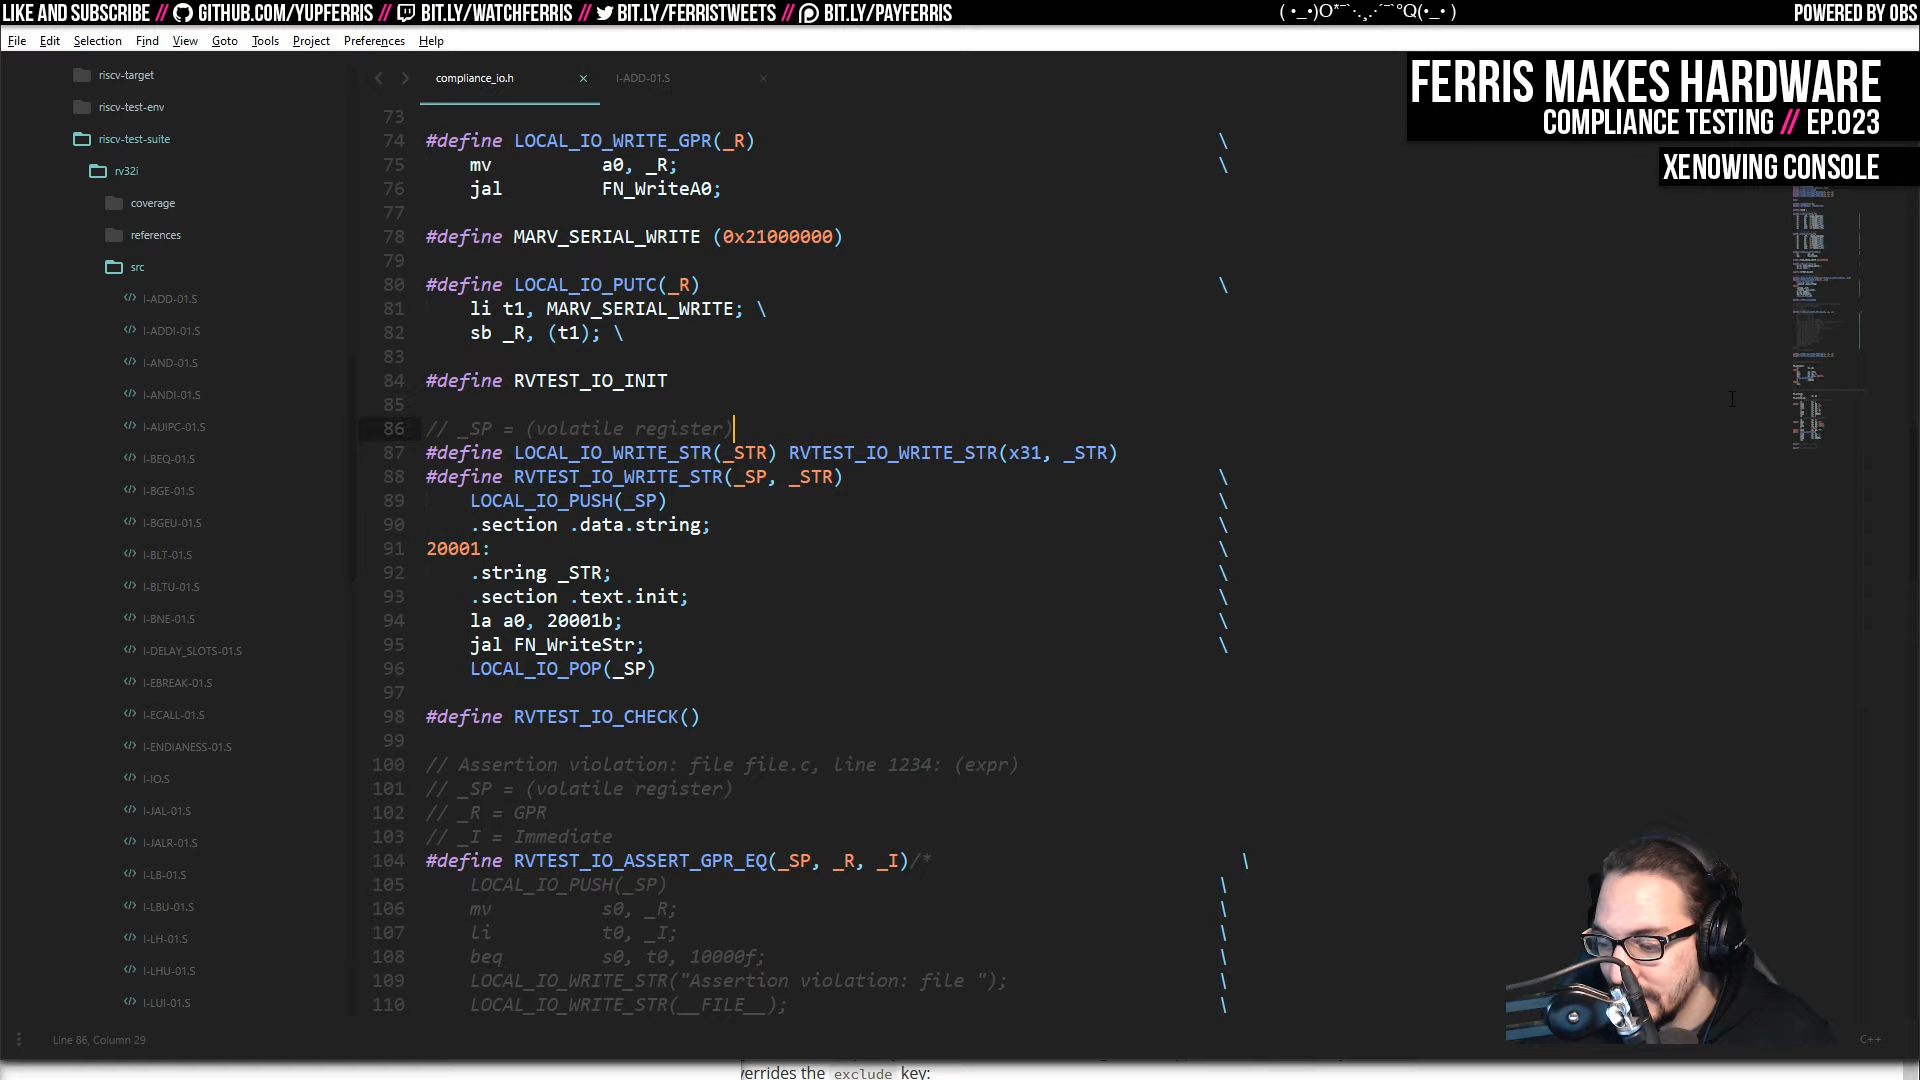 LIKE AND SUBSCRIBE // GITHUB.COM/YUPFERRIS // BIT.LY/WATCHFERRIS // BIT.LY/FERRISTWEETS // BIT.LY/PAYFERRIS
POWERED BY OBS
File Edit Selection Find View Goto Tools Project Preferences Help
FERRIS MAKES HARDWARE
COMPLIANCE TESTING // EP.023
XENOWING CONSOLE
riscv-target
riscv-test-env
riscv-test-suite
rv32i
coverage
references
src
I-ADD-01.S
I-ADDI-01.S
I-AND-01.S
I-ANDI-01.S
I-AUIPC-01.S
I-BEQ-01.S
I-BGE-01.S
I-BGEU-01.S
I-BLT-01.S
I-BLTU-01.S
I-BNE-01.S
I-DELAY_SLOTS-01.S
I-EBREAK-01.S
I-ECALL-01.S
I-ENDIANESS-01.S
I-IO.S
I-JAL-01.S
I-JALR-01.S
I-LB-01.S
I-LBU-01.S
I-LH-01.S
I-LHU-01.S
I-LUI-01.S
compliance_io.h × I-ADD-01.S ×
73
74 #define LOCAL_IO_WRITE_GPR(_R) \
75 mv a0, _R; \
76 jal FN_WriteA0;
77
78 #define MARV_SERIAL_WRITE (0x21000000)
79
80 #define LOCAL_IO_PUTC(_R) \
81 li t1, MARV_SERIAL_WRITE; \
82 sb _R, (t1); \
83
84 #define RVTEST_IO_INIT
85
86 // _SP = (volatile register)
87 #define LOCAL_IO_WRITE_STR(_STR) RVTEST_IO_WRITE_STR(x31, _STR)
88 #define RVTEST_IO_WRITE_STR(_SP, _STR) \
89 LOCAL_IO_PUSH(_SP) \
90 .section .data.string; \
91 20001: \
92 .string _STR; \
93 .section .text.init; \
94 la a0, 20001b; \
95 jal FN_WriteStr; \
96 LOCAL_IO_POP(_SP)
97
98 #define RVTEST_IO_CHECK()
99
100 // Assertion violation: file file.c, line 1234: (expr)
101 // _SP = (volatile register)
102 // _R = GPR
103 // _I = Immediate
104 #define RVTEST_IO_ASSERT_GPR_EQ(_SP, _R, _I)/* \
105 LOCAL_IO_PUSH(_SP) \
106 mv s0, _R; \
107 li t0, _I; \
108 beq s0, t0, 10000f; \
109 LOCAL_IO_WRITE_STR("Assertion violation: file "); \
110 LOCAL_IO_WRITE_STR(__FILE__); \
Line 86, Column 29
C++
verrides the exclude key: